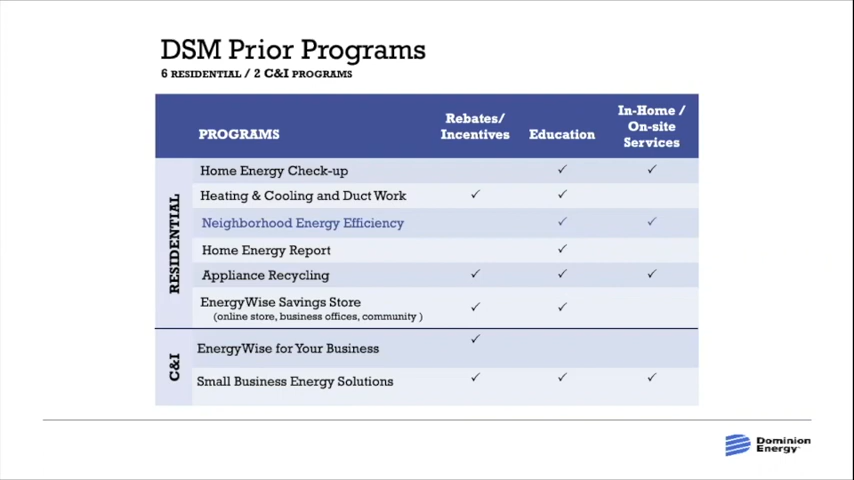 DSM Prior Programs
6 RESIDENTIAL / 2 C&I PROGRAMS
PROGRAMS
Rebates/
Incentives
Education
In-Home /
On-site
Services
RESIDENTIAL
Home Energy Check-up ✓ ✓
Heating & Cooling and Duct Work ✓ ✓
Neighborhood Energy Efficiency ✓ ✓
Home Energy Report ✓
Appliance Recycling ✓ ✓ ✓
EnergyWise Savings Store ✓ ✓
(online store, business offices, community )
C&I
EnergyWise for Your Business ✓
Small Business Energy Solutions ✓ ✓ ✓
Dominion
Energy